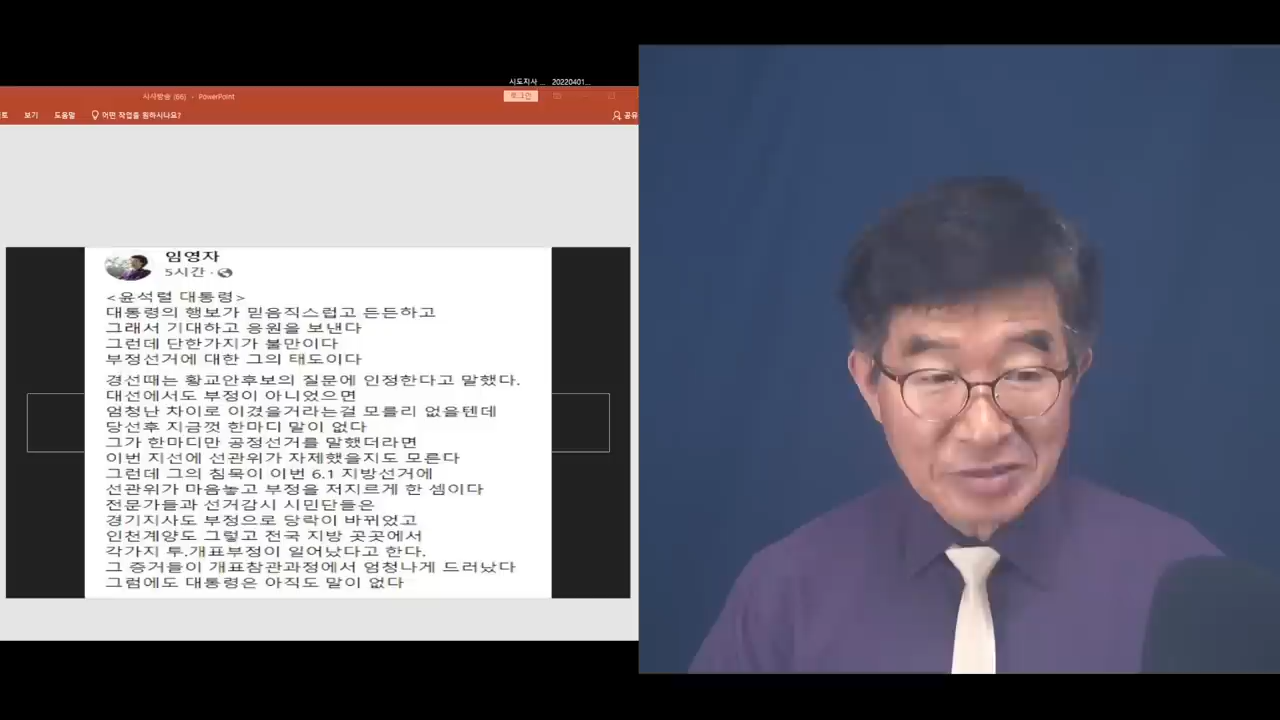 시도지사 ... 20220401...
시사방송 (66) - PowerPoint
로그인
토 보기 도움말 어떤 작업을 원하시나요? 공유
임영자
5시간 ·
<윤석렬 대통령>
대통령의 행보가 믿음직스럽고 든든하고
그래서 기대하고 응원을 보낸다
그런데 단한가지가 불만이다
부정선거에 대한 그의 태도이다
경선때는 황교안후보의 질문에 인정한다고 말했다.
대선에서도 부정이 아니었으면
엄청난 차이로 이겼을거라는걸 모를리 없을텐데
당선후 지금껏 한마디 말이 없다
그가 한마디만 공정선거를 말했더라면
이번 지선에 선관위가 자제했을지도 모른다
그런데 그의 침묵이 이번 6.1 지방선거에
선관위가 마음놓고 부정을 저지르게 한 셈이다
전문가들과 선거감시 시민단들은
경기지사도 부정으로 당락이 바뀌었고
인천계양도 그렇고 전국 지방 곳곳에서
각가지 투.개표부정이 일어났다고 한다.
그 증거들이 개표참관과정에서 엄청나게 드러났다
그럼에도 대통령은 아직도 말이 없다